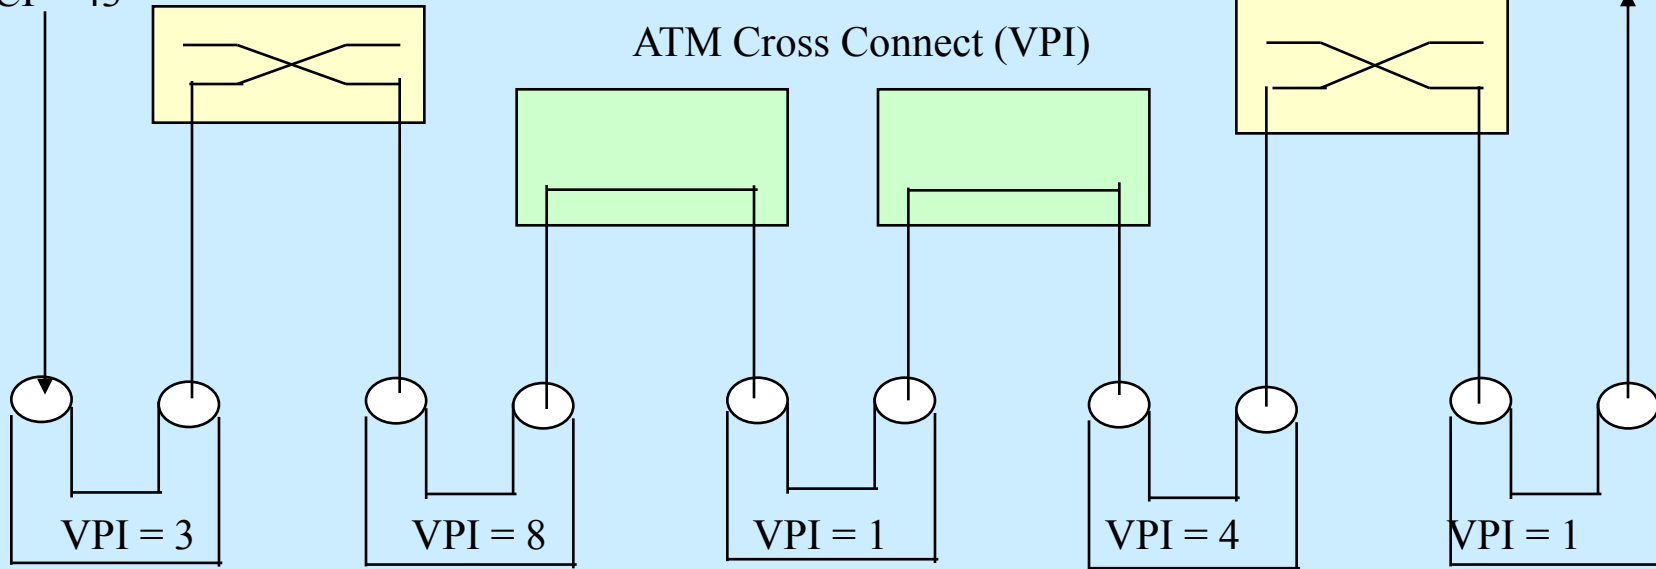 ATM Cross Connect (VPI)
VPI = 3
VPI = 8
VPI = 1
VPI = 4
VPI = 1